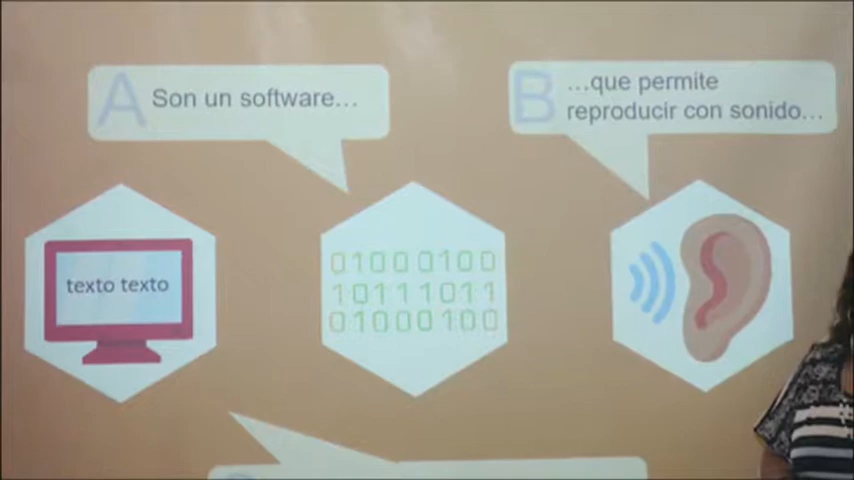 A Son un software...
B ...que permite
reproducir con sonido...
texto texto
01000100
10111011
01000100